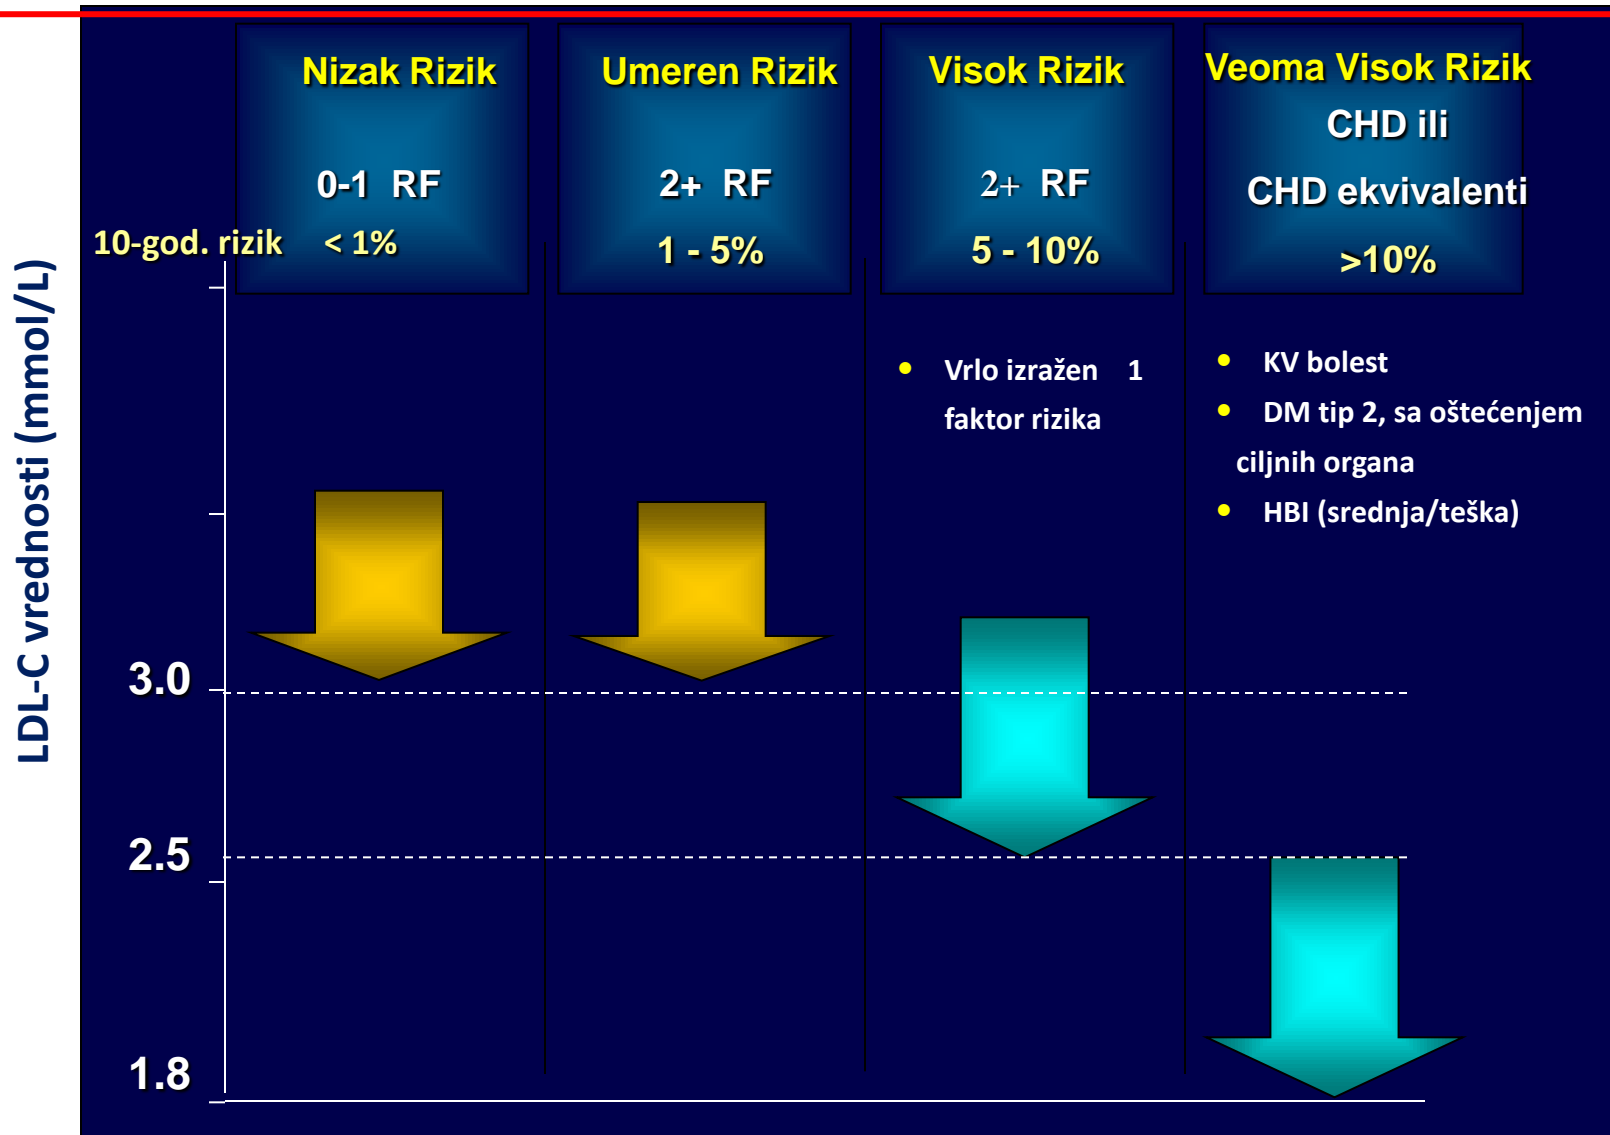 Nizak Rizik
0-1 RF
10-god. rizik < 1%
Umeren Rizik
2+ RF
1 - 5%
Visok Rizik
2+ RF
5 - 10%
Veoma Visok Rizik
CHD ili
CHD ekvivalenti
>10%
Vrlo izražen 1
faktor rizika
KV bolest
DM tip 2, sa oštećenjem
ciljnih organa
HBI (srednja/teška)
LDL-C vrednosti (mmol/L)
3.0
2.5
1.8